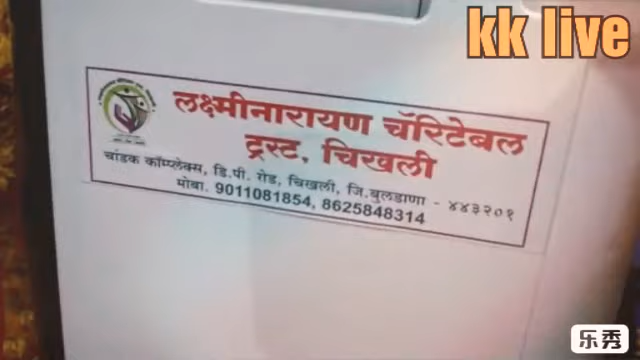 kk live
लक्ष्मीनारायण चॅरिटेबल
ट्रस्ट, चिखली
चांडक कॉम्प्लेक्स, डि.पी. रोड, चिखली, जि.बुलडाणा - ४४३२०१
मोबा. 9011081854, 8625848314
乐秀